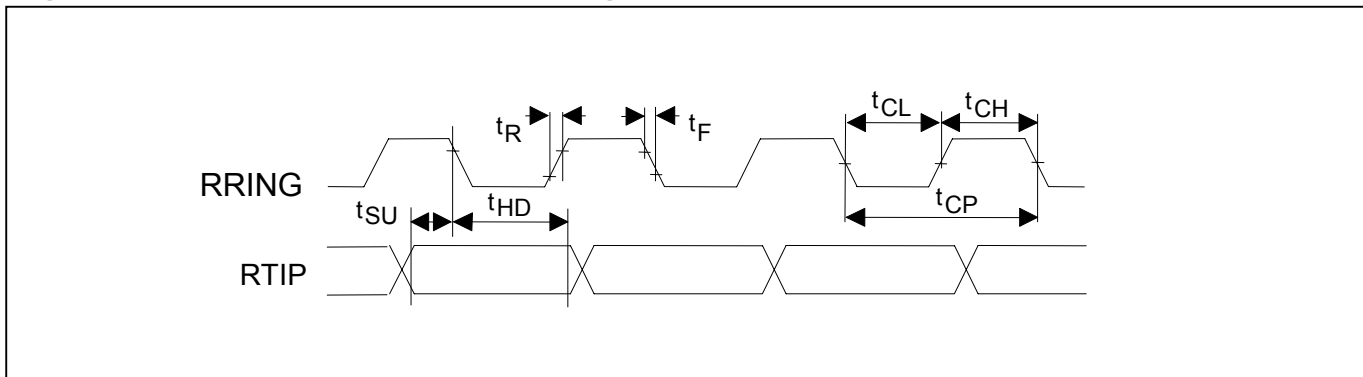 tR
tF
tCL
tCH
RRING
tSU
tHD
tCP
RTIP